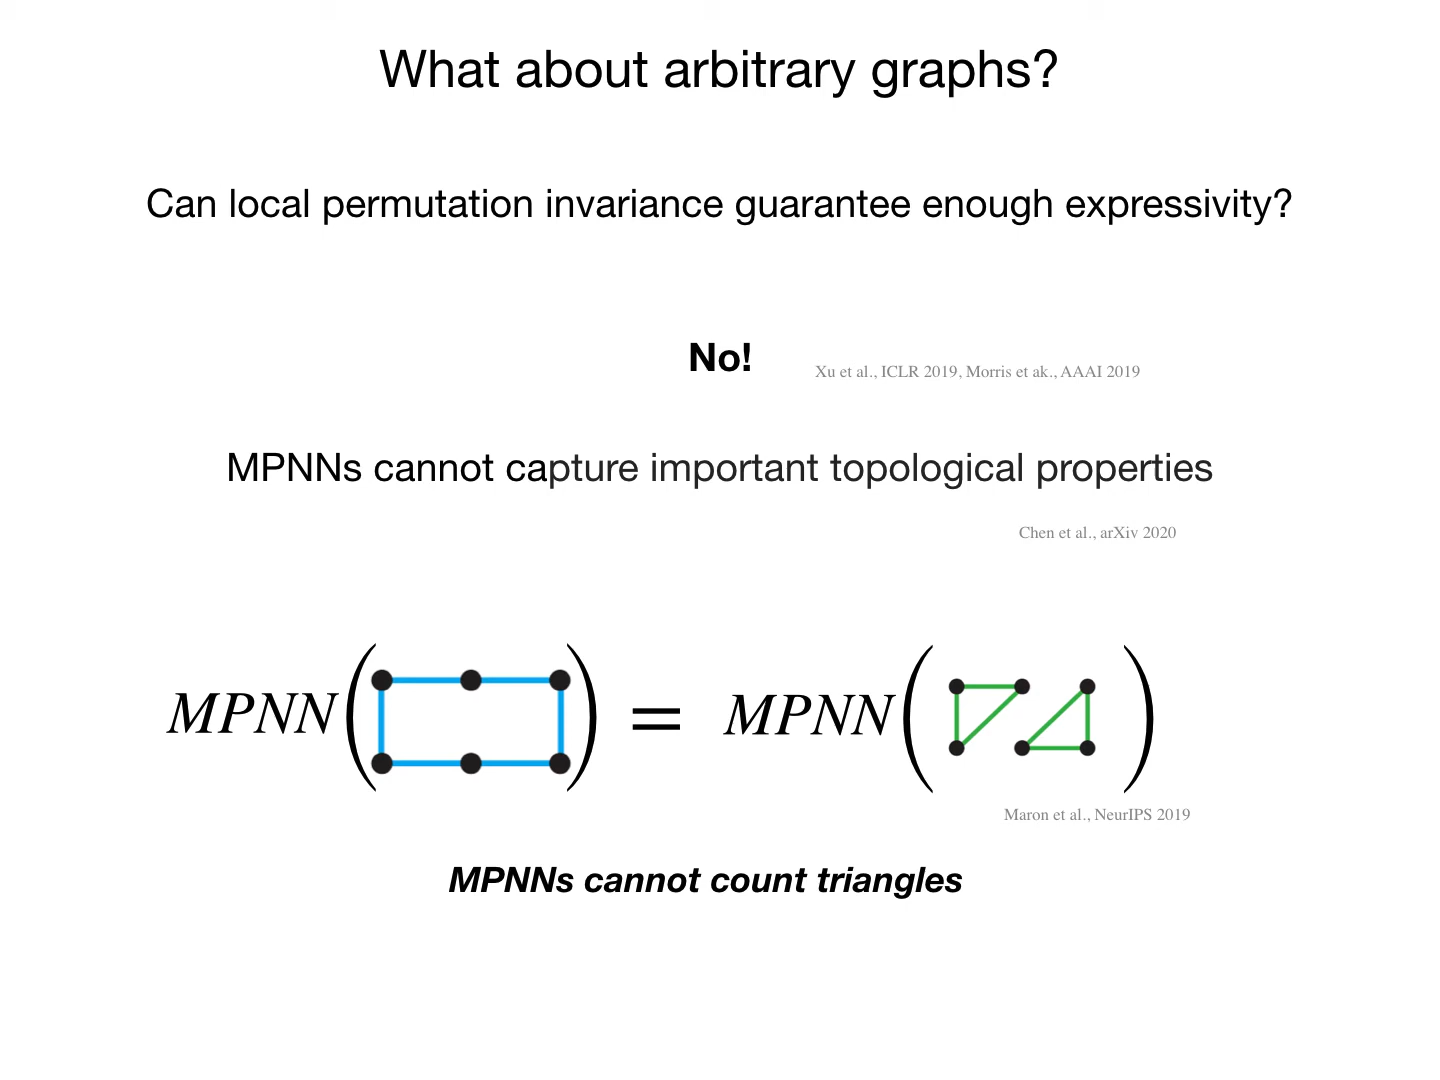 What about arbitrary graphs?
Can local permutation invariance guarantee enough expressivity?
No!
Xu et al., ICLR 2019, Morris et ak., AAAI 2019
MPNNs cannot capture important topological properties
Chen et al., arXiv 2020
MPNN( ) = MPNN( )
Maron et al., NeurIPS 2019
MPNNs cannot count triangles